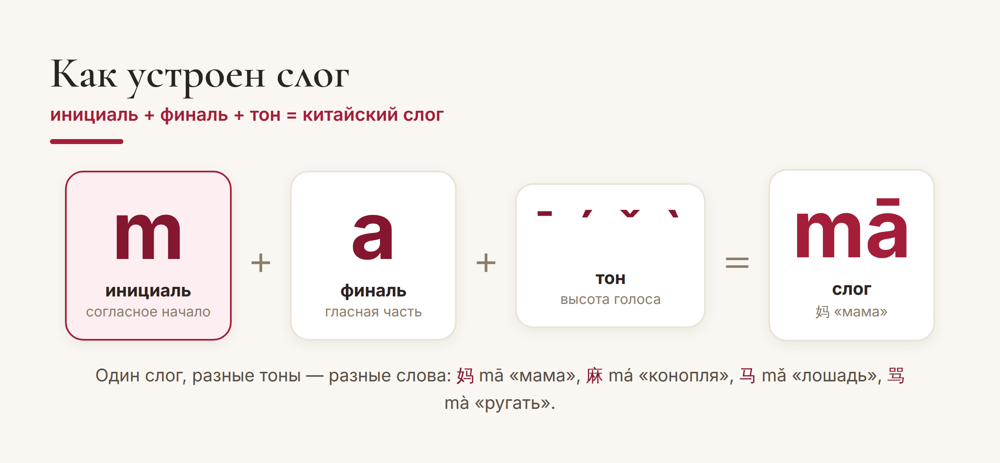 Как устроен слог
инициаль + финаль + тон = китайский слог
m
инициаль
согласное начало
+
a
финаль
гласная часть
+
ˉ ˊ ˇ ˋ
тон
высота голоса
=
mā
слог
妈 «мама»
Один слог, разные тоны — разные слова: 妈 mā «мама», 麻 má «конопля», 马 mǎ «лошадь», 骂
mà «ругать».